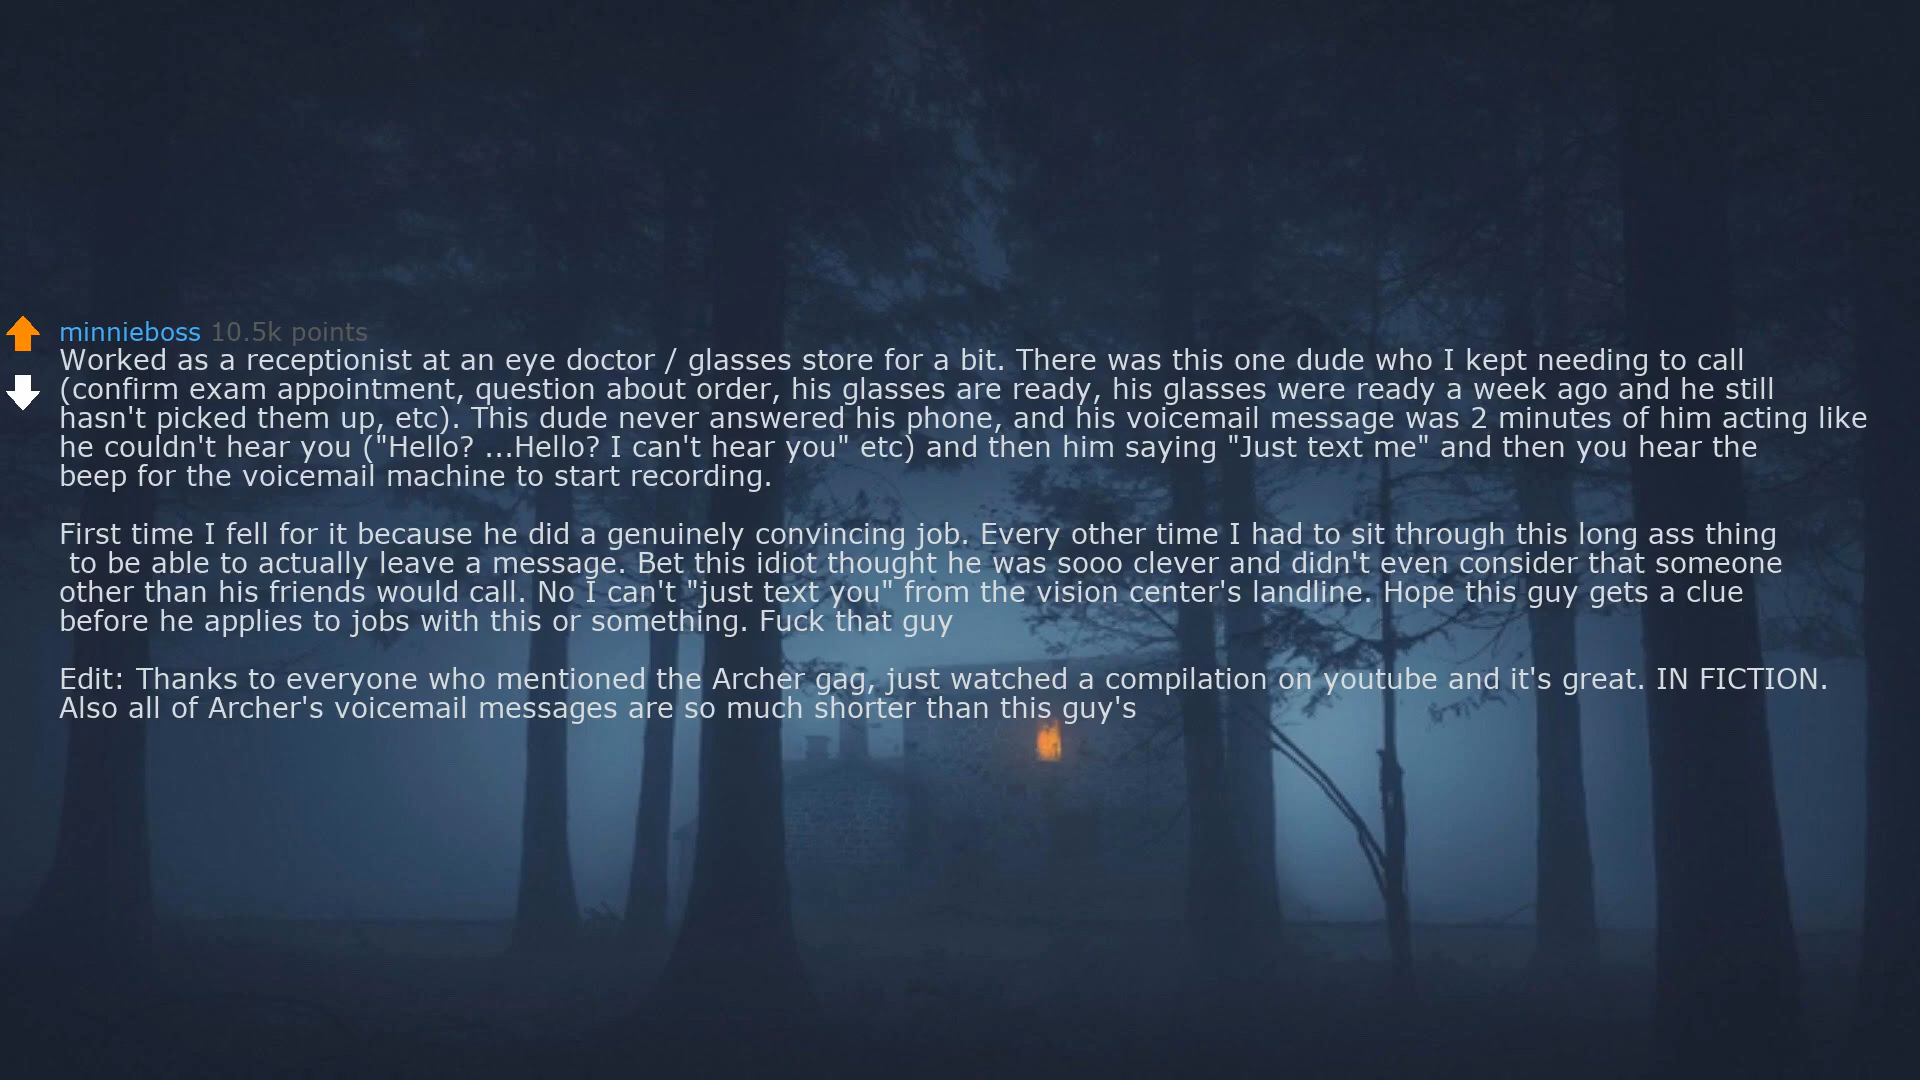 minnieboss 10.5k points
Worked as a receptionist at an eye doctor / glasses store for a bit. There was this one dude who I kept needing to call
(confirm exam appointment, question about order, his glasses are ready, his glasses were ready a week ago and he still
hasn't picked them up, etc). This dude never answered his phone, and his voicemail message was 2 minutes of him acting like
he couldn't hear you ("Hello? ...Hello? I can't hear you" etc) and then him saying "Just text me" and then you hear the
beep for the voicemail machine to start recording.
First time I fell for it because he did a genuinely convincing job. Every other time I had to sit through this long ass thing
to be able to actually leave a message. Bet this idiot thought he was sooo clever and didn't even consider that someone
other than his friends would call. No I can't "just text you" from the vision center's landline. Hope this guy gets a clue
before he applies to jobs with this or something. Fuck that guy
Edit: Thanks to everyone who mentioned the Archer gag, just watched a compilation on youtube and it's great. IN FICTION.
Also all of Archer's voicemail messages are so much shorter than this guy's